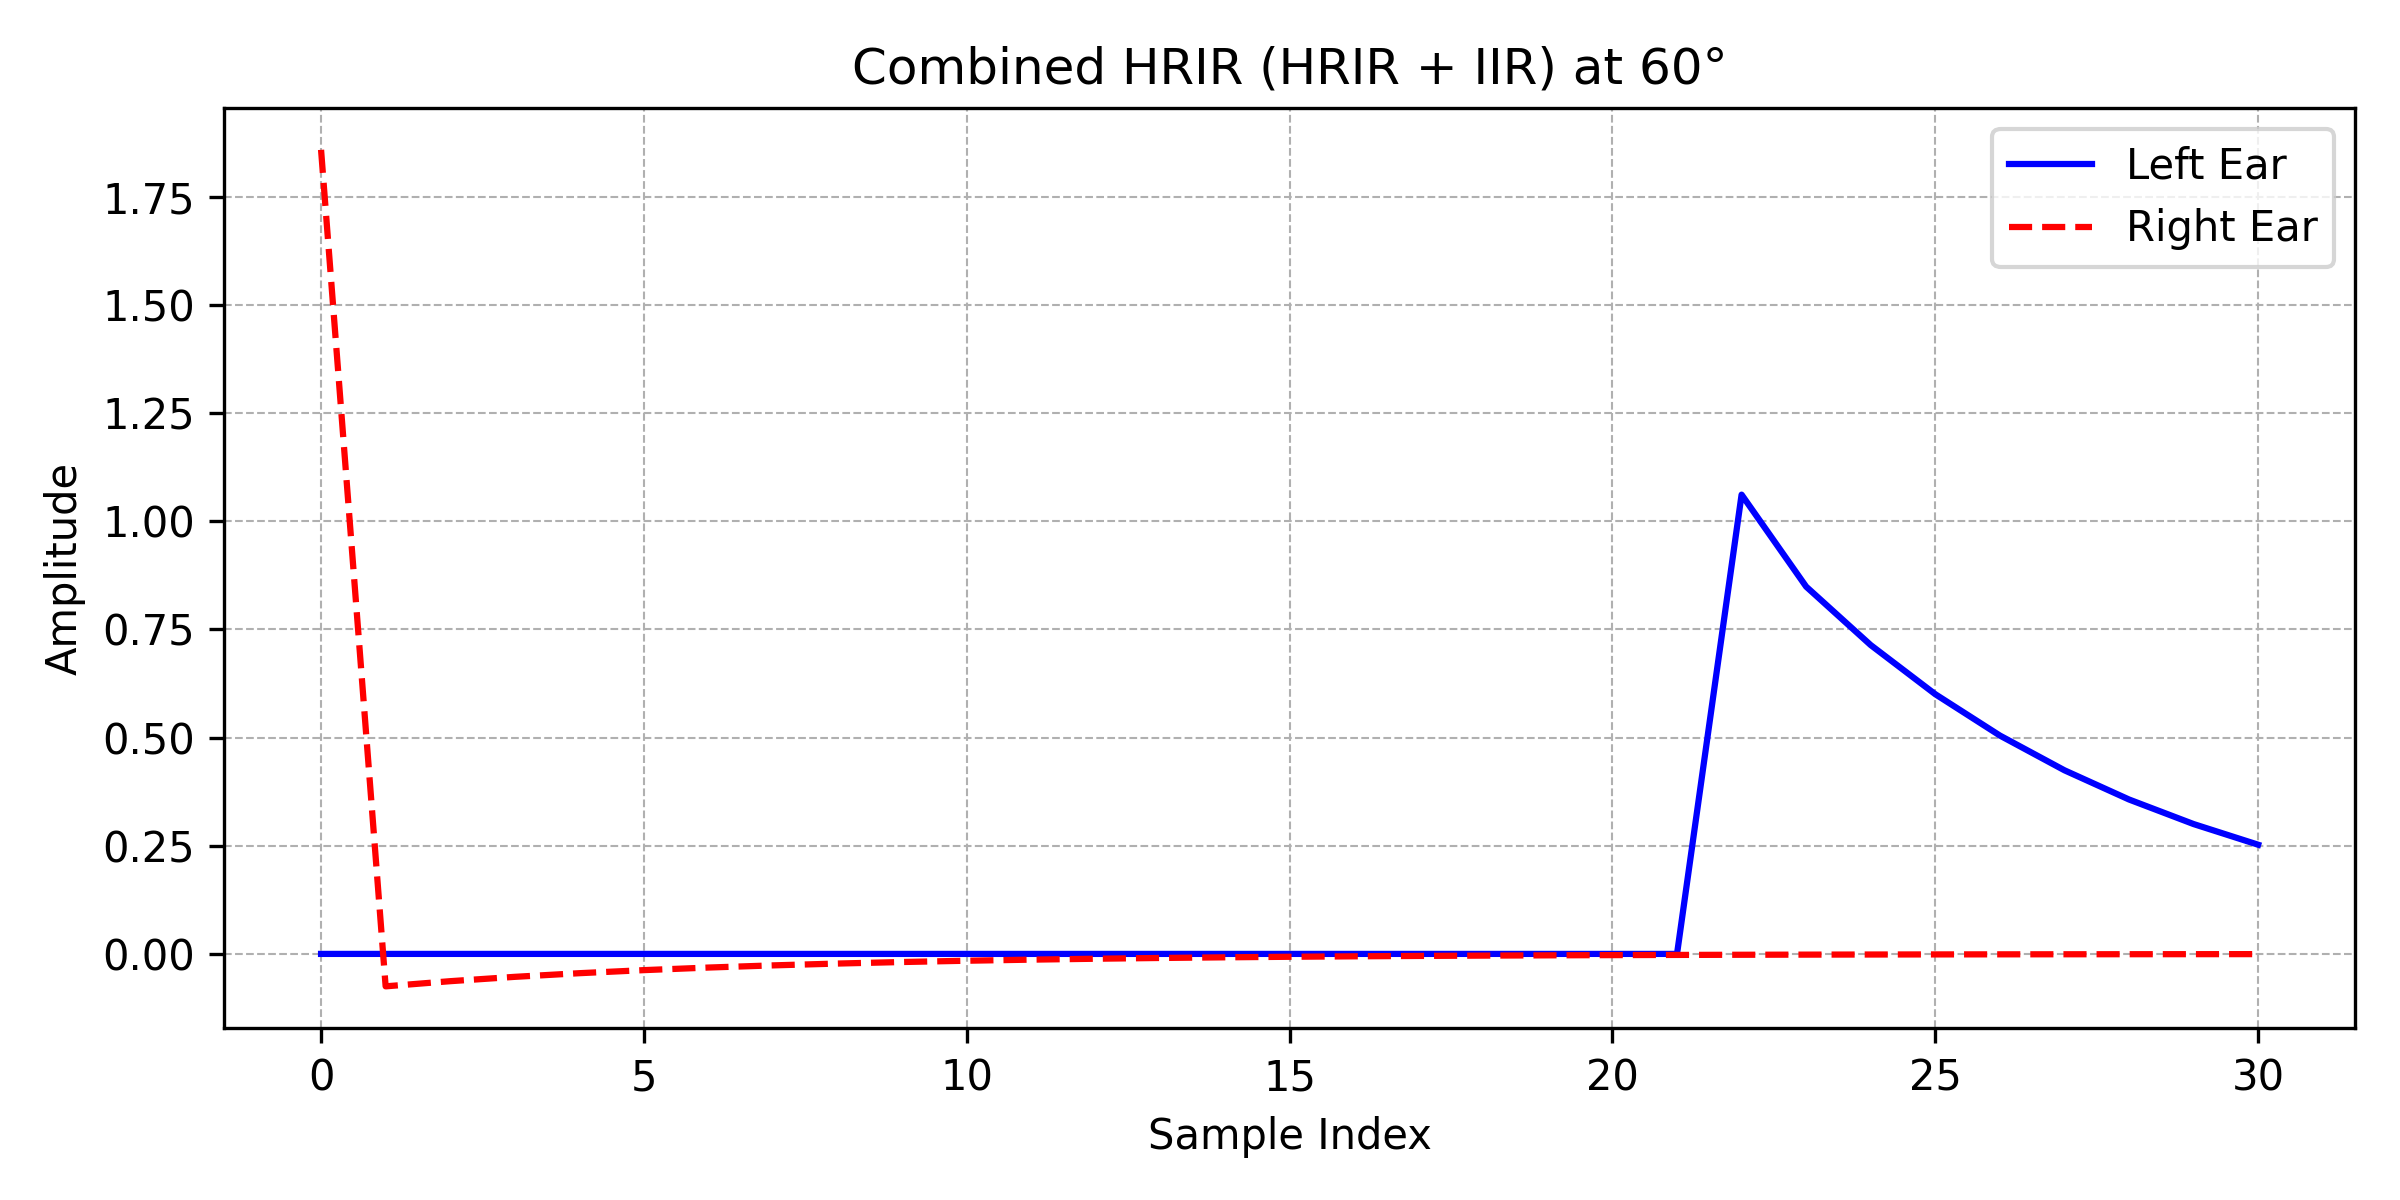 Combined HRIR (HRIR + IIR) at 60°
Left Ear
Right Ear
Amplitude
1.75
1.50
1.25
1.00
0.75
0.50
0.25
0.00
0 5 10 15 20 25 30
Sample Index